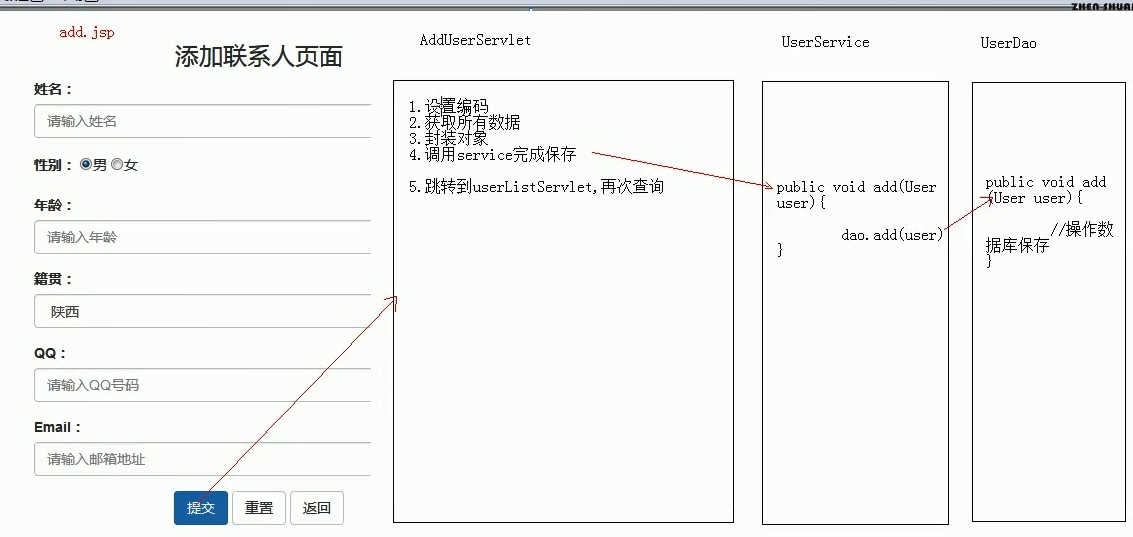 ZHEN-SHUAI
add.jsp
添加联系人页面
姓名：
请输入姓名
性别： 男 女
年龄：
请输入年龄
籍贯：
陕西
QQ：
请输入QQ号码
Email：
请输入邮箱地址
提交 重置 返回
AddUserServlet
1.设置编码
2.获取所有数据
3.封装对象
4.调用service完成保存
5.跳转到userListServlet,再次查询
UserService
public void add(User
user){
dao.add(user)
}
UserDao
public void add
(User user){
//操作数
据库保存
}